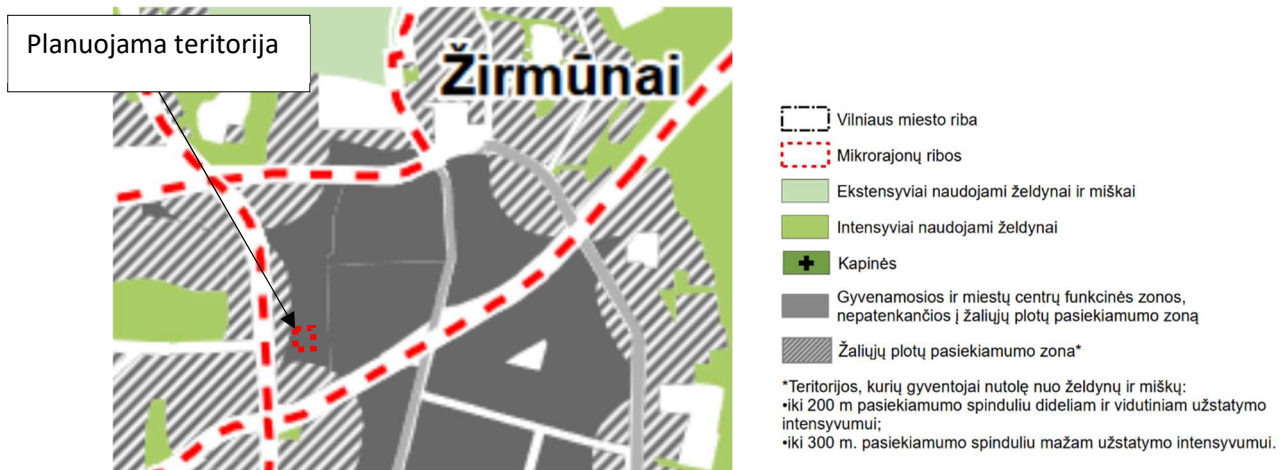 Planuojama teritorija
Žirmūnai
Vilniaus miesto riba
Mikrorajonų ribos
Ekstensyviai naudojami želdynai ir miškai
Intensyviai naudojami želdynai
Kapinės
Gyvenamosios ir miestų centrų funkcinės zonos,
nepatenkančios į žaliųjų plotų pasiekiamumo zoną
Žaliųjų plotų pasiekiamumo zona*
*Teritorijos, kurių gyventojai nutolę nuo želdynų ir miškų:
•iki 200 m pasiekiamumo spinduliu dideliam ir vidutiniam užstatymo
intensyvumui;
•iki 300 m. pasiekiamumo spinduliu mažam užstatymo intensyvumui.